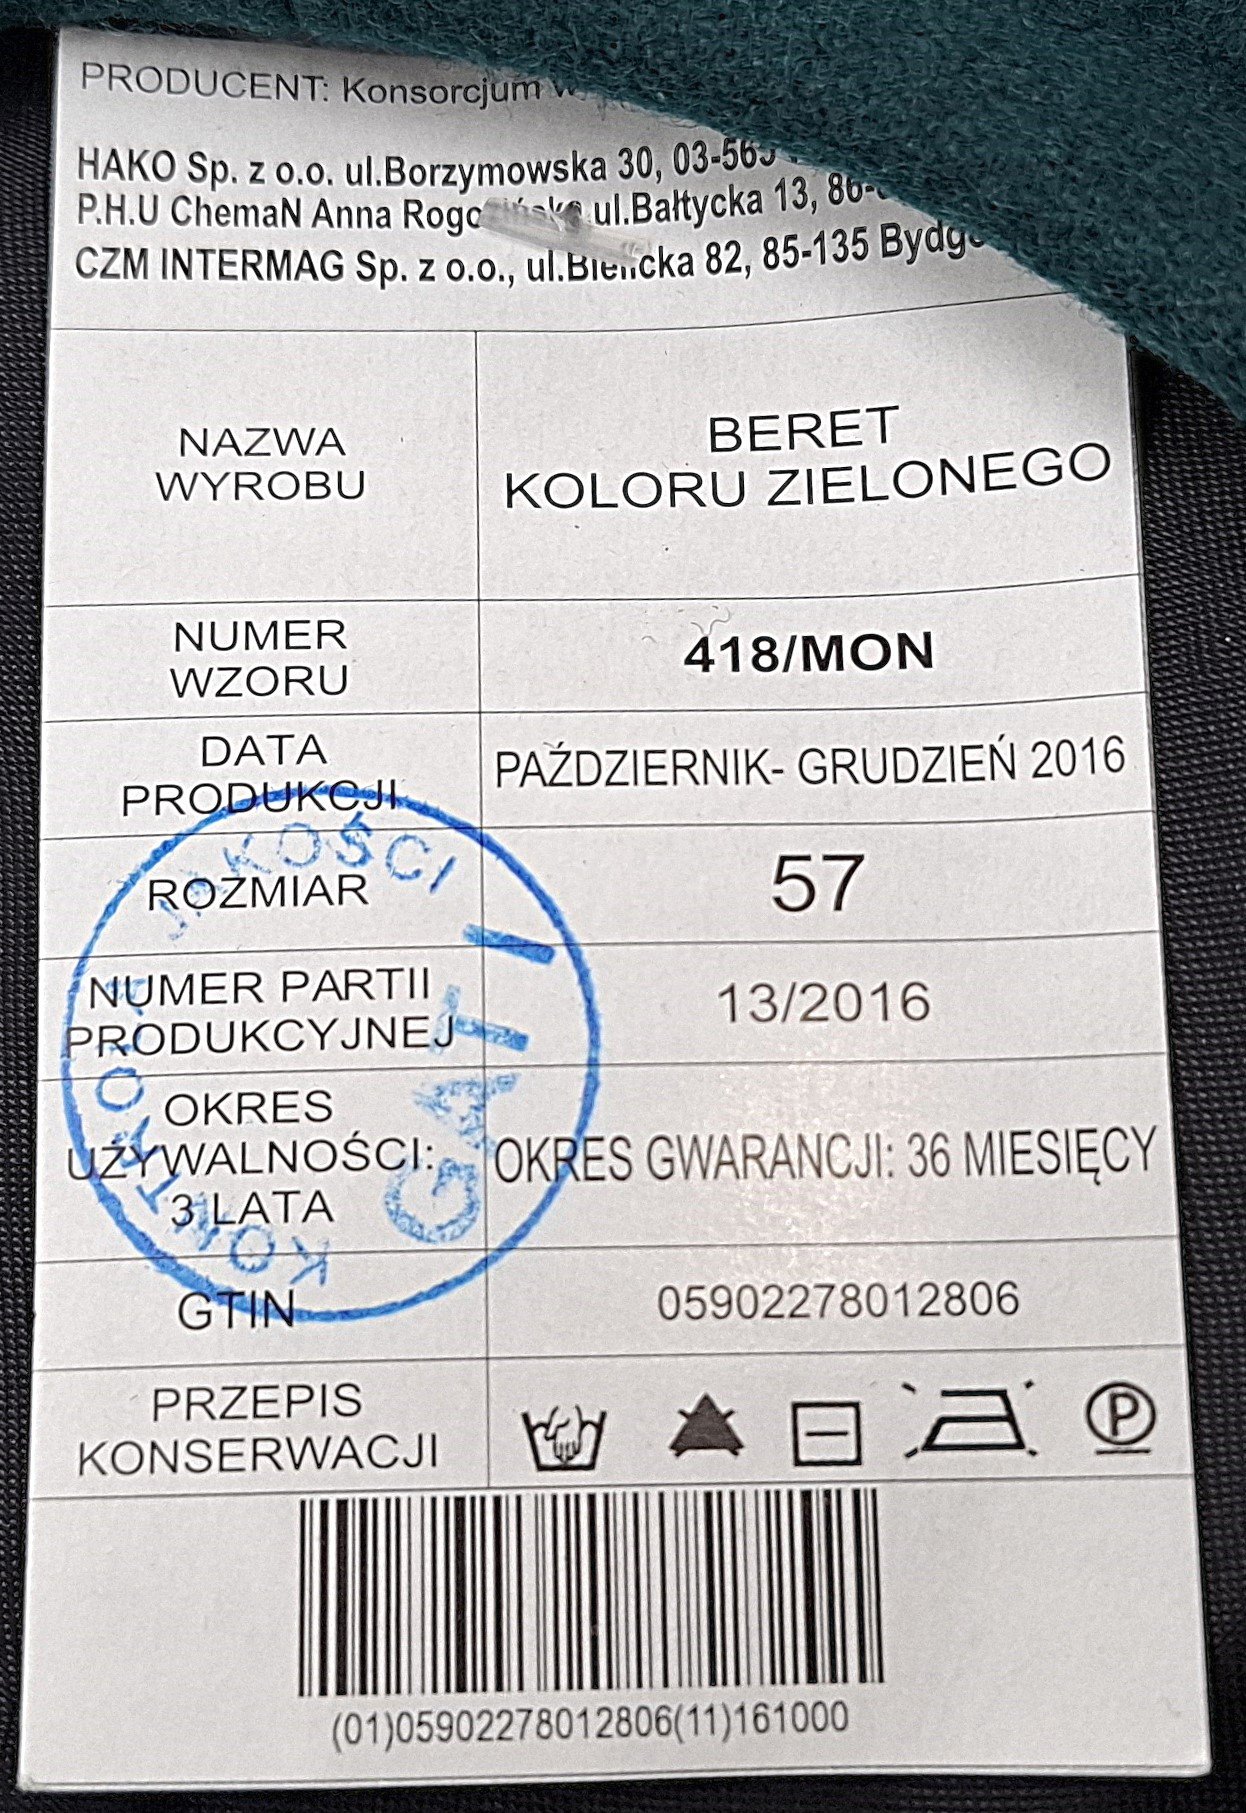 PRODUCENT: Konsorcjum
HAKO Sp. z o.o. ul.Borzymowska 30, 03-565
P.H.U ChemaN Anna ul.Bałtycka 13,
CZM INTERMAG Sp. z o.o., ul.Bielicka 82, 85-135
NAZWA
WYROBU
BERET
KOLORU ZIELONEGO
NUMER
WZORU
418/MON
DATA
PRODUKCJI
PAŹDZIERNIK- GRUDZIEŃ 2016
ROZMIAR
57
NUMER PARTII
PRODUKCYJNEJ
13/2016
OKRES
UŻYWALNOŚCI:
3 LATA
OKRES GWARANCJI: 36 MIESIĘCY
GTIN
05902278012806
PRZEPIS
KONSERWACJI
P
(01)05902278012806(11)161000
KONTROLA JAKOŚCI I